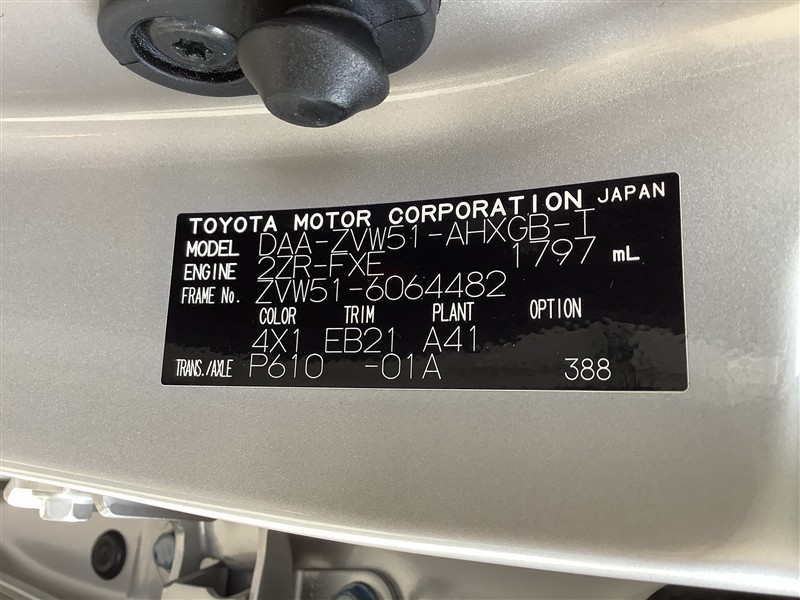 TOYOTA MOTOR CORPORATION JAPAN
MODEL DAA-ZVW51-AHXGB-T
ENGINE 2ZR-FXE 1797 mL
FRAME No. ZVW51-6064482
COLOR TRIM PLANT OPTION
4X1 EB21 A41
TRANS./AXLE P610 -01A 388